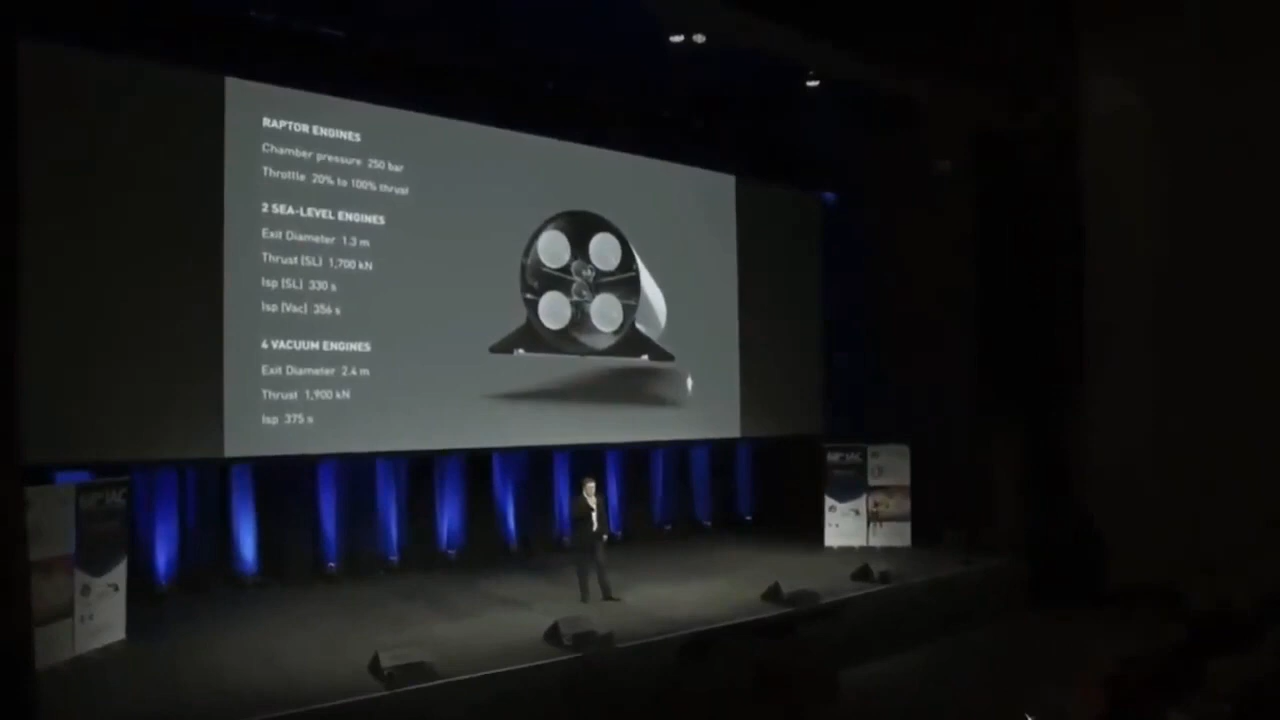 RAPTOR ENGINES
Chamber pressure 250 bar
Throttle 20% to 100% thrust
2 SEA-LEVEL ENGINES
Exit Diameter 1.3 m
Thrust (SL) 1,700 kN
Isp (SL) 330 s
Isp (Vac) 356 s
4 VACUUM ENGINES
Exit Diameter 2.4 m
Thrust 1,900 kN
Isp 375 s
IAC
IAC